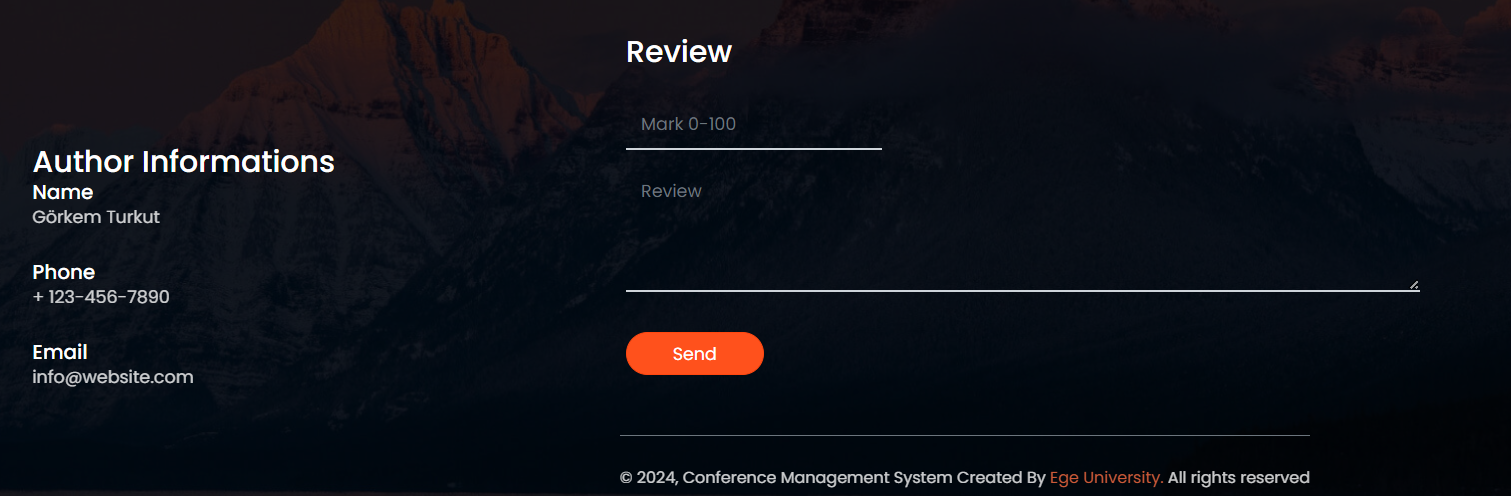 Author Informations
Name
Görkem Turkut
Phone
+ 123-456-7890
Email
info@website.com
Review
Mark 0-100
Review
Send
© 2024, Conference Management System Created By Ege University. All rights reserved